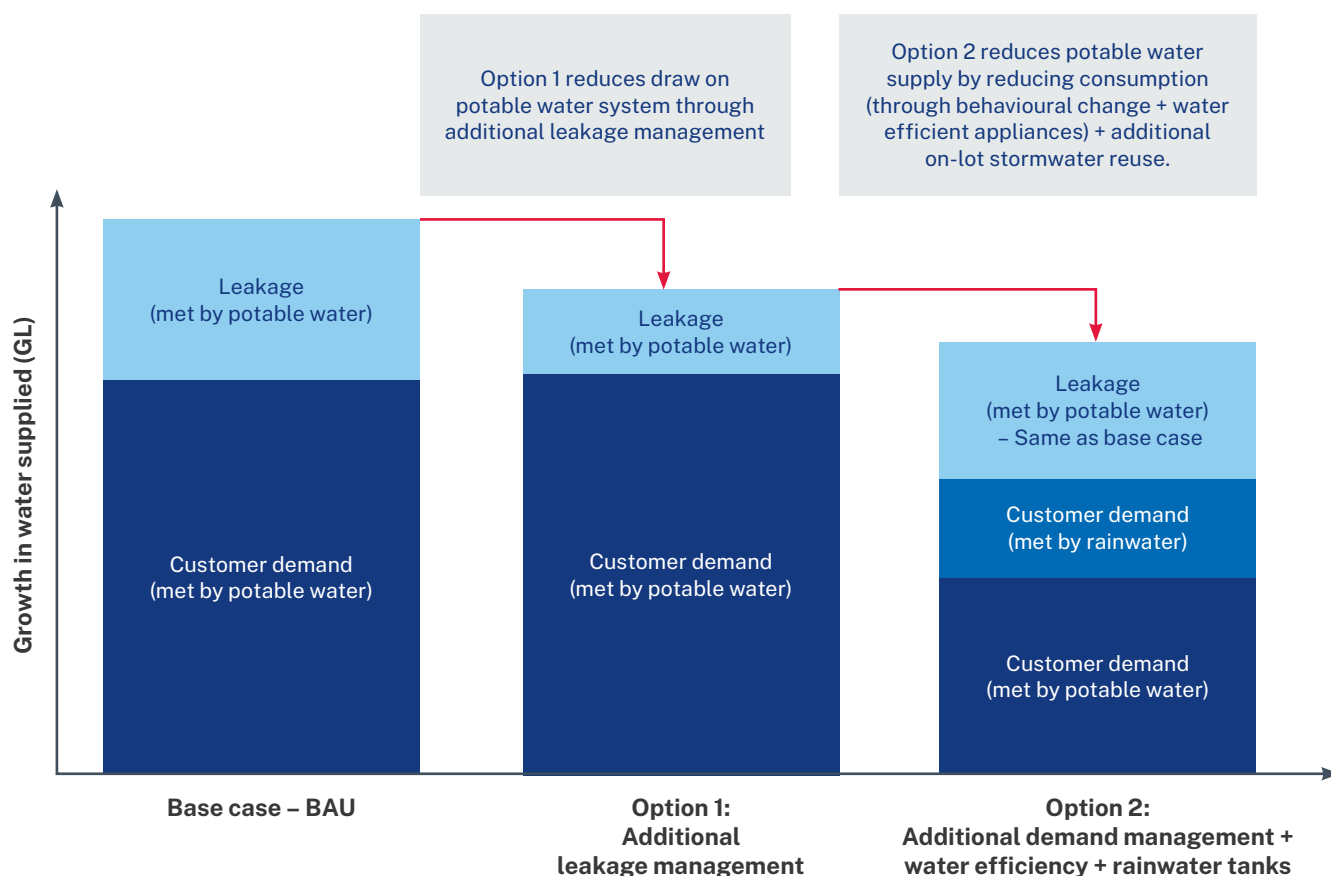 Option 1 reduces draw on
potable water system through
additional leakage management
Option 2 reduces potable water
supply by reducing consumption
(through behavioural change + water
efficient appliances) + additional
on-lot stormwater reuse.
Growth in water supplied (GL)
Leakage
(met by potable water)
Customer demand
(met by potable water)
Leakage
(met by potable water)
Customer demand
(met by potable water)
Leakage
(met by potable water)
– Same as base case
Customer demand
(met by rainwater)
Customer demand
(met by potable water)
Base case – BAU
Option 1:
Additional
leakage management
Option 2:
Additional demand management +
water efficiency + rainwater tanks